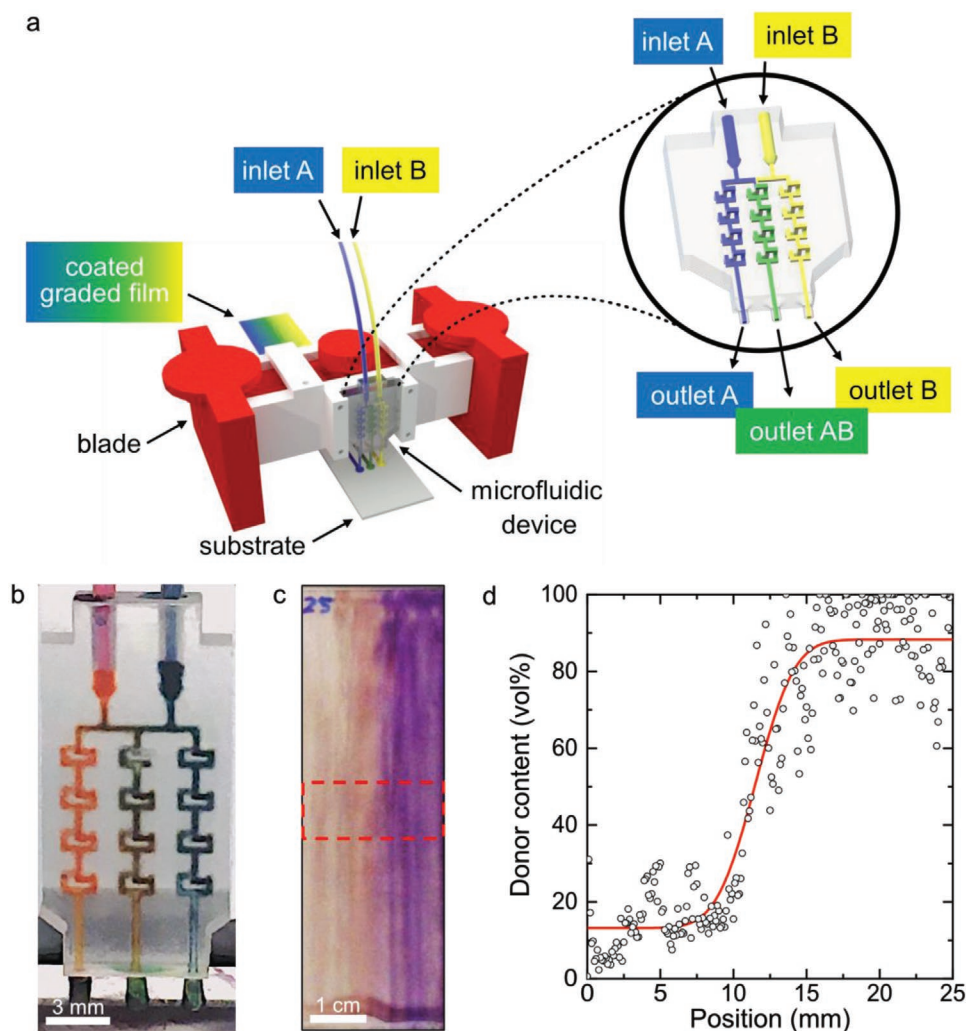 a
inlet A
inlet B
inlet A
inlet B
coated
graded film
outlet A
outlet B
outlet AB
blade
microfluidic
device
substrate
b
3 mm
c
25
1 cm
d
Donor content (vol%)
100
80
60
40
20
0
0
5
10
15
20
25
Position (mm)